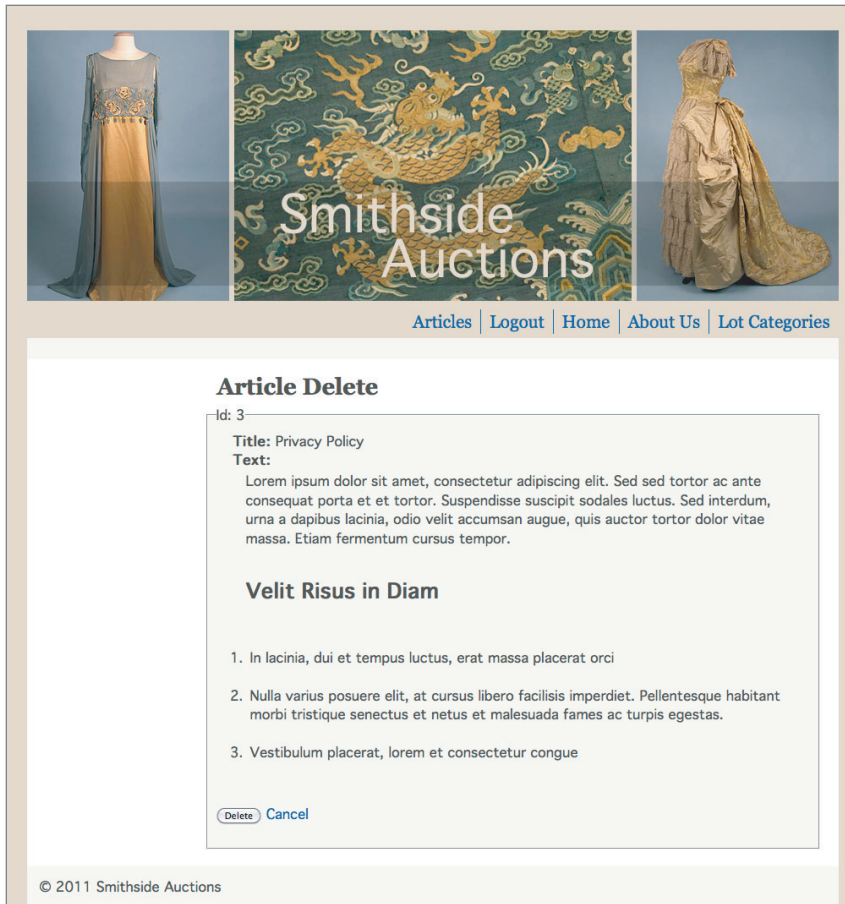 Smithside
Auctions
Articles Logout Home About Us Lot Categories
Article Delete
Id: 3
Title: Privacy Policy
Text:
Lorem ipsum dolor sit amet, consectetur adipiscing elit. Sed sed tortor ac ante
consequat porta et et tortor. Suspendisse suscipit sodales luctus. Sed interdum,
urna a dapibus lacinia, odio velit accumsan augue, quis auctor tortor dolor vitae
massa. Etiam fermentum cursus tempor.
Velit Risus in Diam
1. In lacinia, dui et tempus luctus, erat massa placerat orci
2. Nulla varius posuere elit, at cursus libero facilisis imperdiet. Pellentesque habitant
morbi tristique senectus et netus et malesuada fames ac turpis egestas.
3. Vestibulum placerat, lorem et consectetur congue
Delete Cancel
© 2011 Smithside Auctions